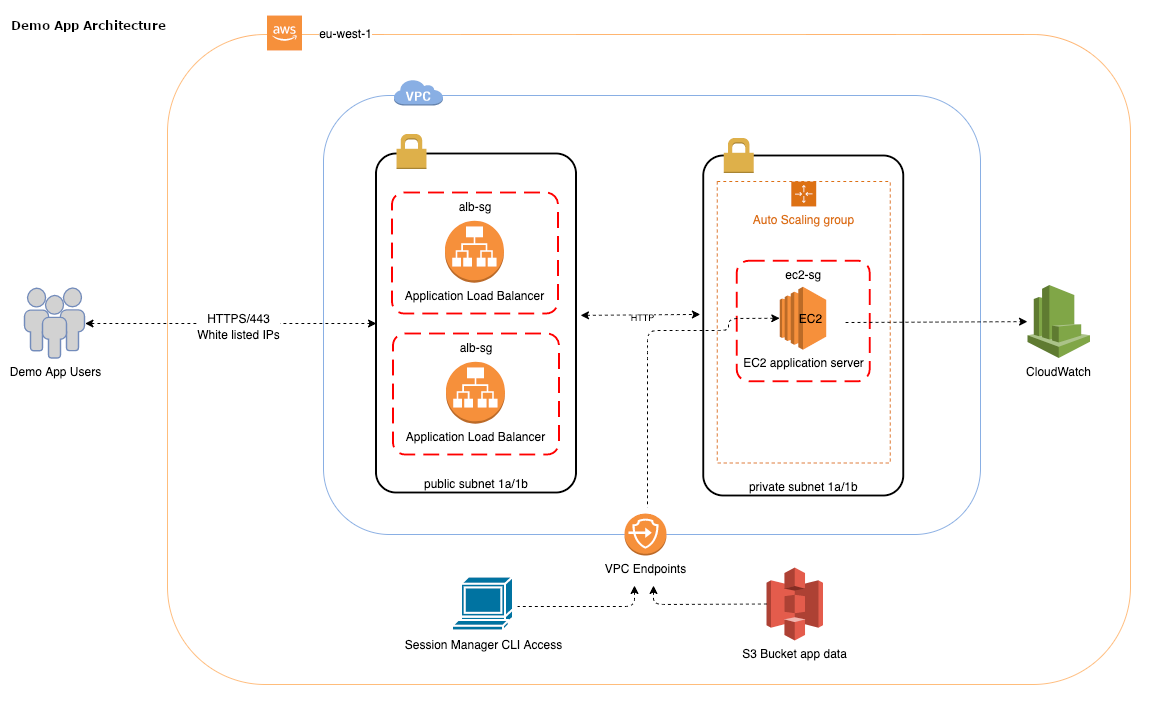 Demo App Architecture
aws
eu-west-1
VPC
alb-sg
Application Load Balancer
alb-sg
Application Load Balancer
public subnet 1a/1b
Auto Scaling group
ec2-sg
EC2
EC2 application server
private subnet 1a/1b
HTTP
HTTPS/443
White listed IPs
Demo App Users
CloudWatch
VPC Endpoints
Session Manager CLI Access
S3 Bucket app data